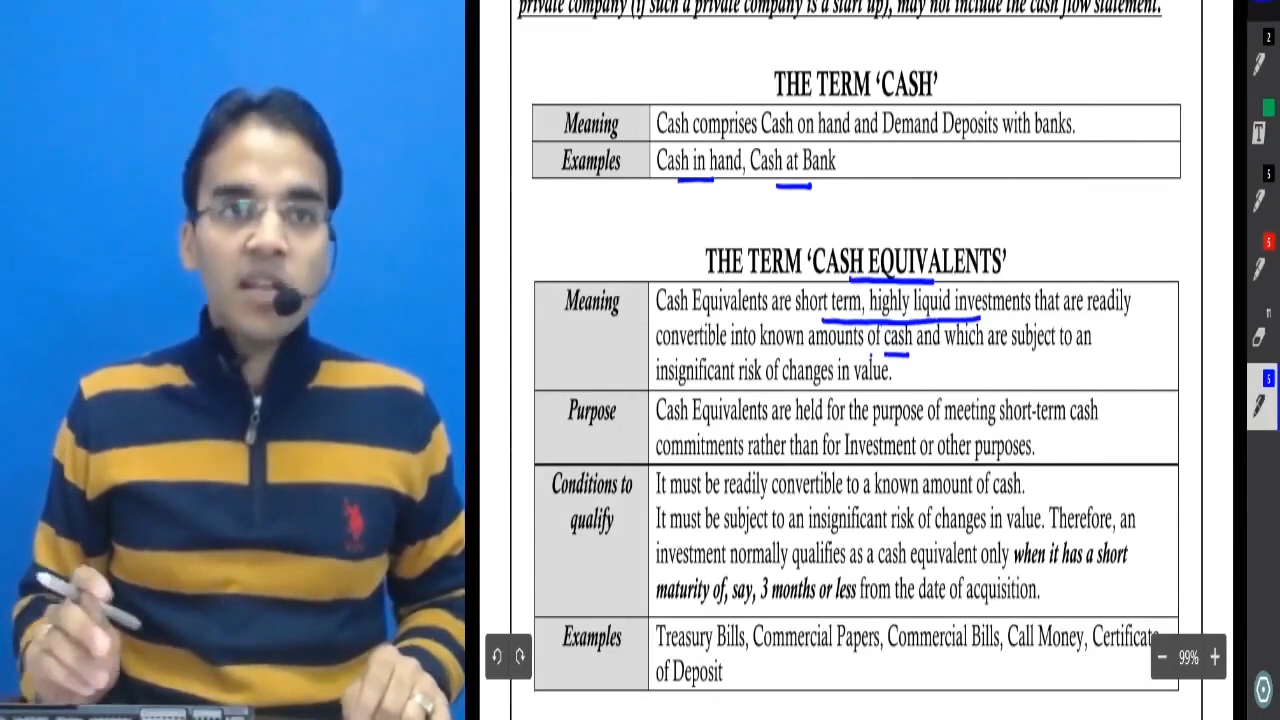 private company (if such a private company is a start up), may not include the cash flow statement.
THE TERM ‘CASH’
Meaning
Cash comprises Cash on hand and Demand Deposits with banks.
Examples
Cash in hand, Cash at Bank
THE TERM ‘CASH EQUIVALENTS’
Meaning
Cash Equivalents are short term, highly liquid investments that are readily
convertible into known amounts of cash and which are subject to an
insignificant risk of changes in value.
Purpose
Cash Equivalents are held for the purpose of meeting short-term cash
commitments rather than for Investment or other purposes.
Conditions to
qualify
It must be readily convertible to a known amount of cash.
It must be subject to an insignificant risk of changes in value. Therefore, an
investment normally qualifies as a cash equivalent only when it has a short
maturity of, say, 3 months or less from the date of acquisition.
Examples
Treasury Bills, Commercial Papers, Commercial Bills, Call Money, Certificate
of Deposit
99%
2
T
5
5
11
5